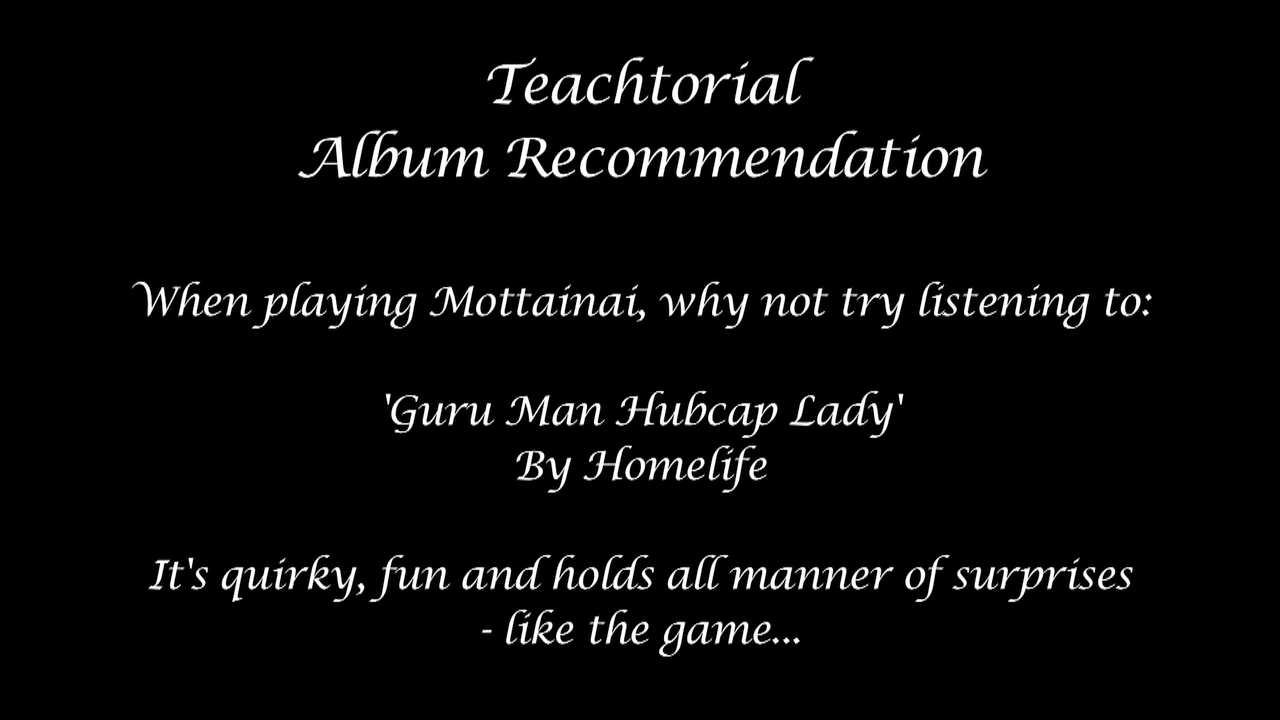 Teachtorial
Album Recommendation
When playing Mottainai, why not try listening to:
'Guru Man Hubcap Lady'
By Homelife
It's quirky, fun and holds all manner of surprises
- like the game...